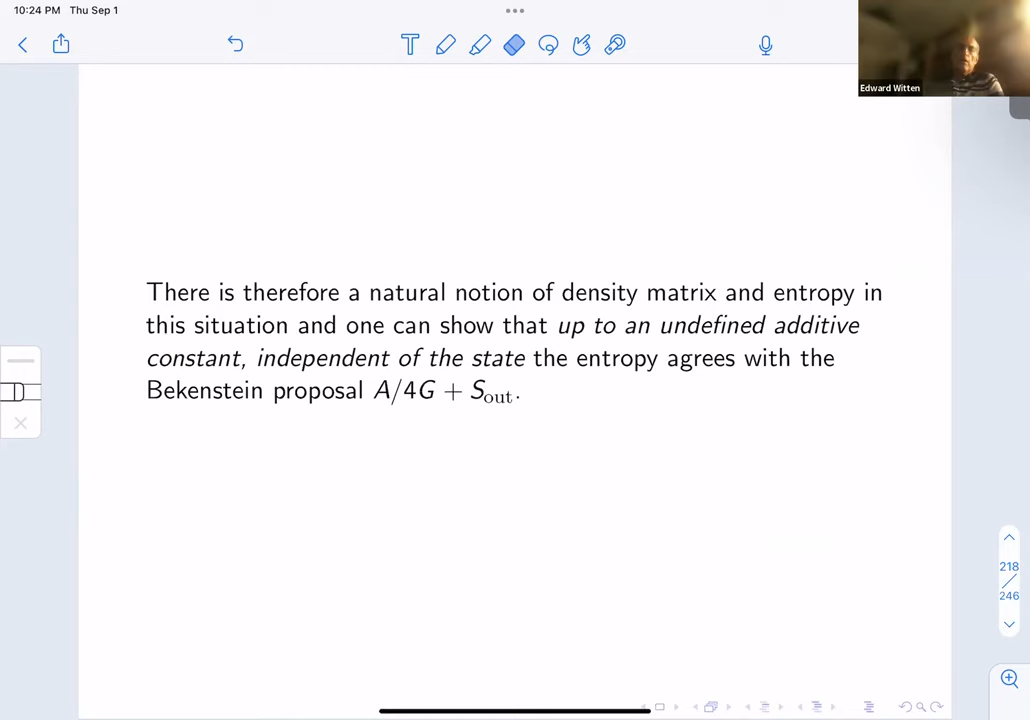 10:24 PM Thu Sep 1
Edward Witten
There is therefore a natural notion of density matrix and entropy in
this situation and one can show that up to an undefined additive
constant, independent of the state the entropy agrees with the
Bekenstein proposal A/4G + S_out.
218
246